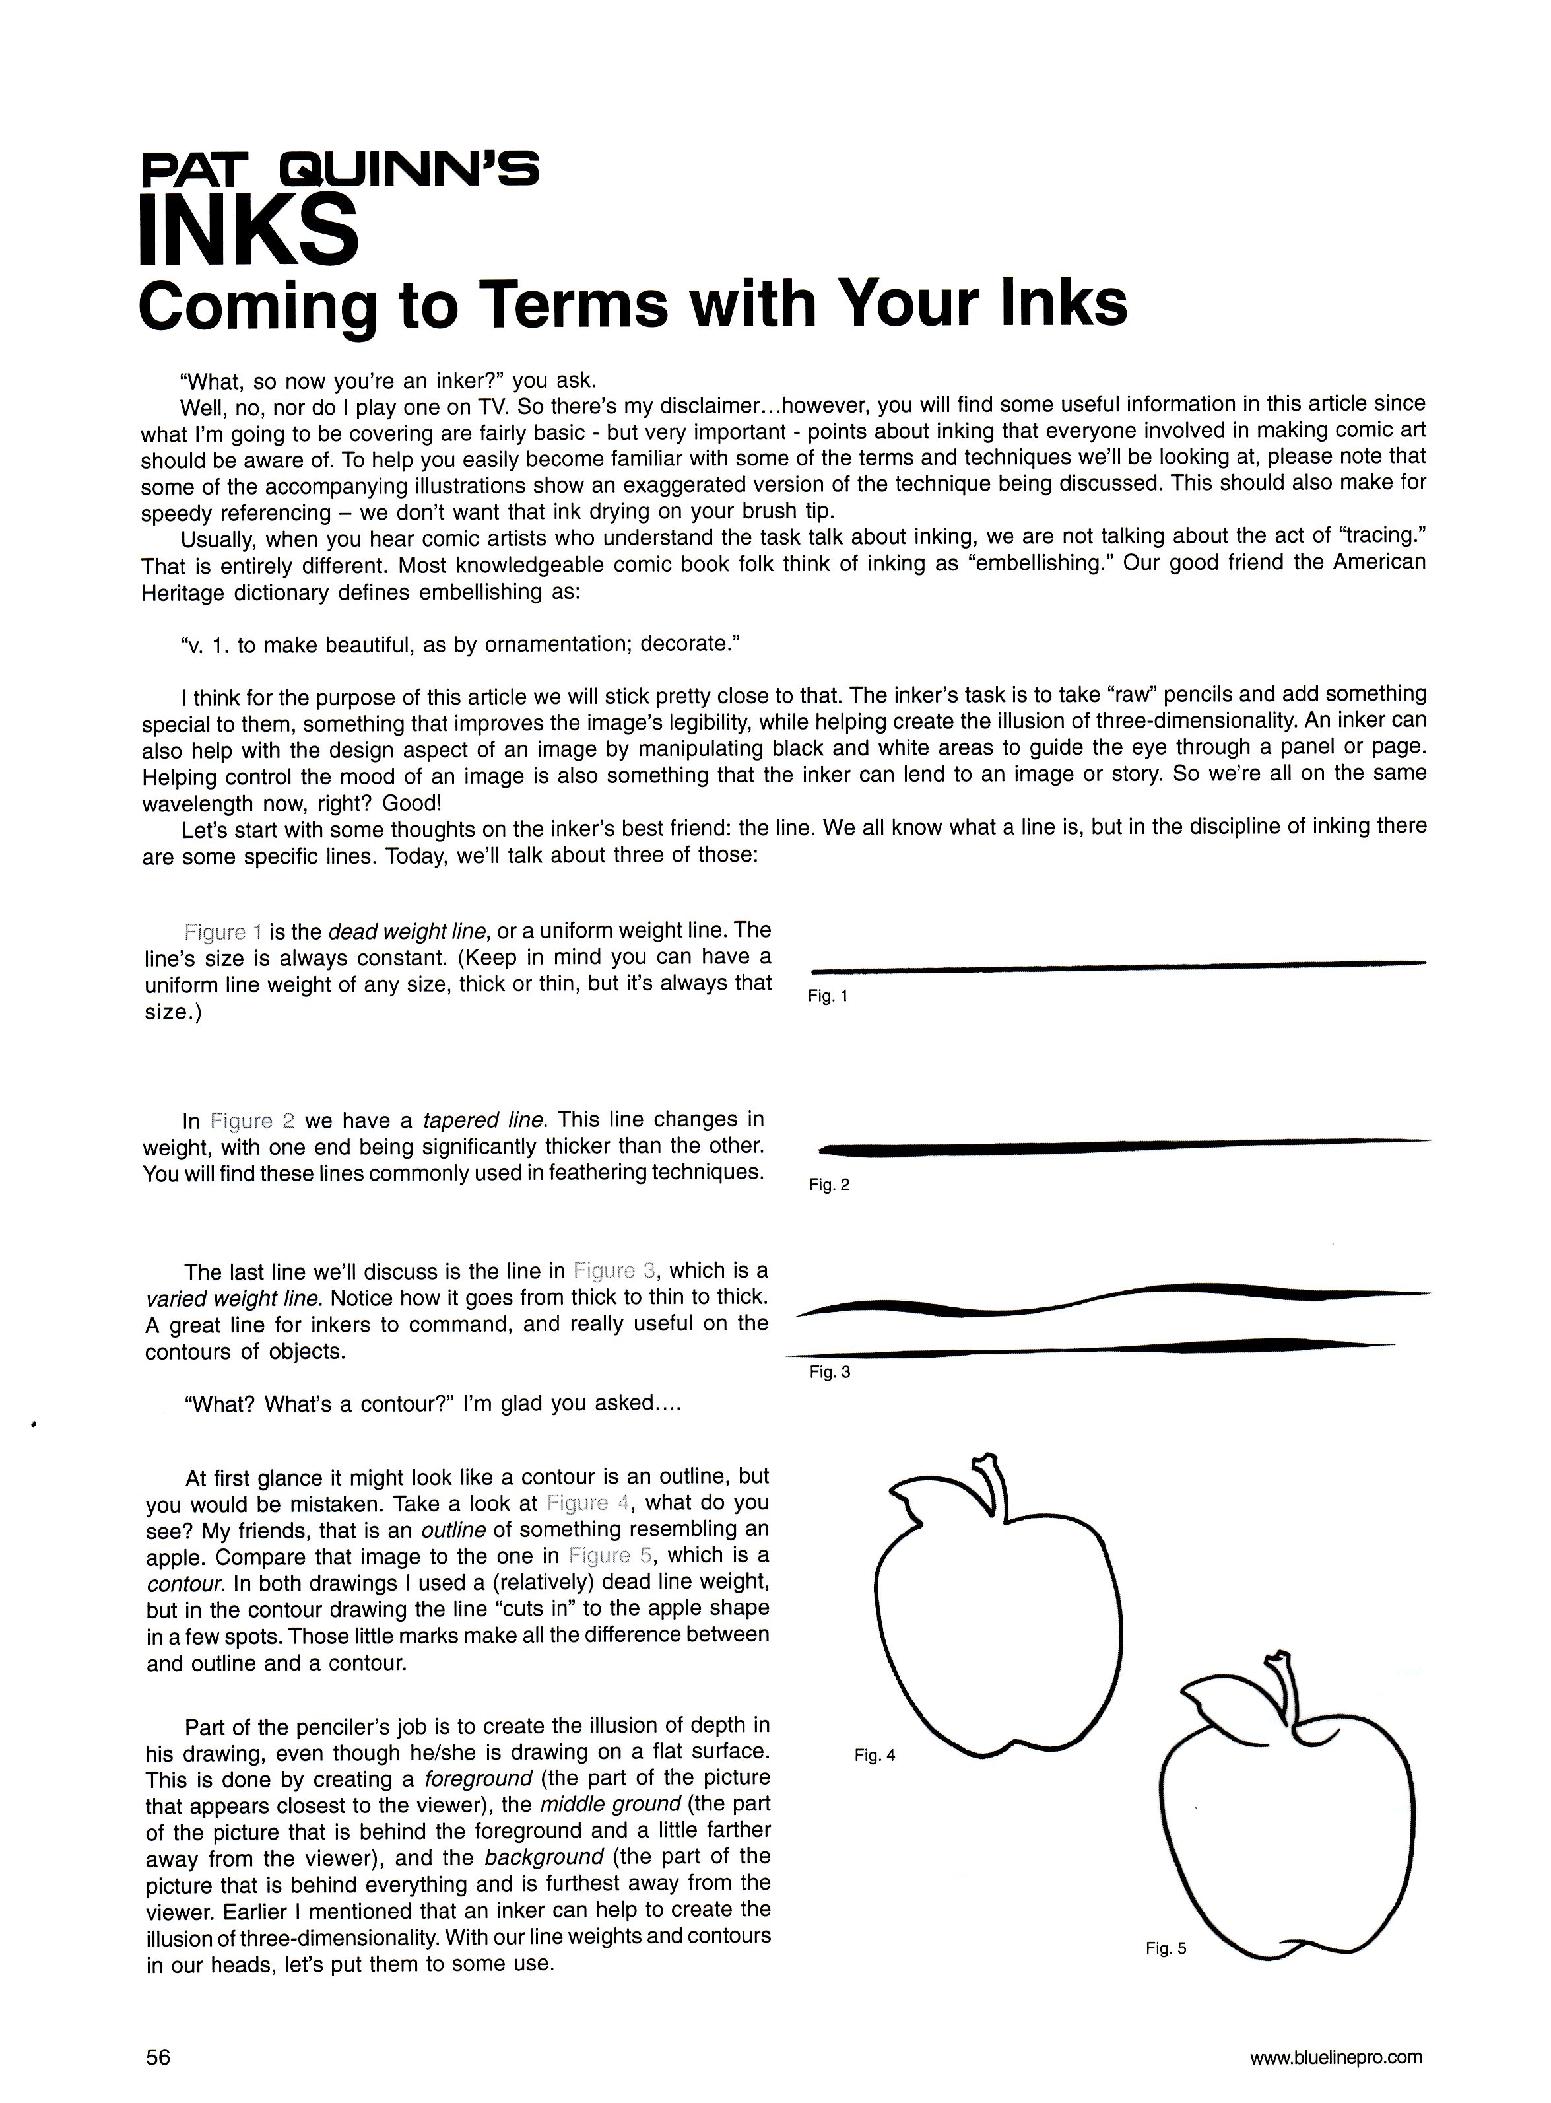 PAT QUINN'S
INKS
Coming to Terms with Your Inks
“What, so now you're an inker?” you ask.
Well, no, nor do I play one on TV. So there's my disclaimer...however, you will find some useful information in this article since
what I'm going to be covering are fairly basic - but very important - points about inking that everyone involved in making comic art
should be aware of. To help you easily become familiar with some of the terms and techniques we'll be looking at, please note that
some of the accompanying illustrations show an exaggerated version of the technique being discussed. This should also make for
speedy referencing – we don't want that ink drying on your brush tip.
Usually, when you hear comic artists who understand the task talk about inking, we are not talking about the act of “tracing.”
That is entirely different. Most knowledgeable comic book folk think of inking as “embellishing.” Our good friend the American
Heritage dictionary defines embellishing as:
“v. 1. to make beautiful, as by ornamentation; decorate.”
I think for the purpose of this article we will stick pretty close to that. The inker's task is to take “raw” pencils and add something
special to them, something that improves the image's legibility, while helping create the illusion of three-dimensionality. An inker can
also help with the design aspect of an image by manipulating black and white areas to guide the eye through a panel or page.
Helping control the mood of an image is also something that the inker can lend to an image or story. So we're all on the same
wavelength now, right? Good!
Let's start with some thoughts on the inker's best friend: the line. We all know what a line is, but in the discipline of inking there
are some specific lines. Today, we'll talk about three of those:
Figure 1 is the dead weight line, or a uniform weight line. The
line's size is always constant. (Keep in mind you can have a
uniform line weight of any size, thick or thin, but it's always that
size.)
Fig. 1
In Figure 2 we have a tapered line. This line changes in
weight, with one end being significantly thicker than the other.
You will find these lines commonly used in feathering techniques.
Fig. 2
The last line we'll discuss is the line in Figure 3, which is a
varied weight line. Notice how it goes from thick to thin to thick.
A great line for inkers to command, and really useful on the
contours of objects.
Fig. 3
“What? What's a contour?” I'm glad you asked....
At first glance it might look like a contour is an outline, but
you would be mistaken. Take a look at Figure 4, what do you
see? My friends, that is an outline of something resembling an
apple. Compare that image to the one in Figure 5, which is a
contour. In both drawings I used a (relatively) dead line weight,
but in the contour drawing the line “cuts in” to the apple shape
in a few spots. Those little marks make all the difference between
and outline and a contour.
Part of the penciler's job is to create the illusion of depth in
his drawing, even though he/she is drawing on a flat surface.
This is done by creating a foreground (the part of the picture
that appears closest to the viewer), the middle ground (the part
of the picture that is behind the foreground and a little farther
away from the viewer), and the background (the part of the
picture that is behind everything and is furthest away from the
viewer. Earlier I mentioned that an inker can help to create the
illusion of three-dimensionality. With our line weights and contours
in our heads, let's put them to some use.
Fig. 4
Fig. 5
56
www.bluelinepro.com